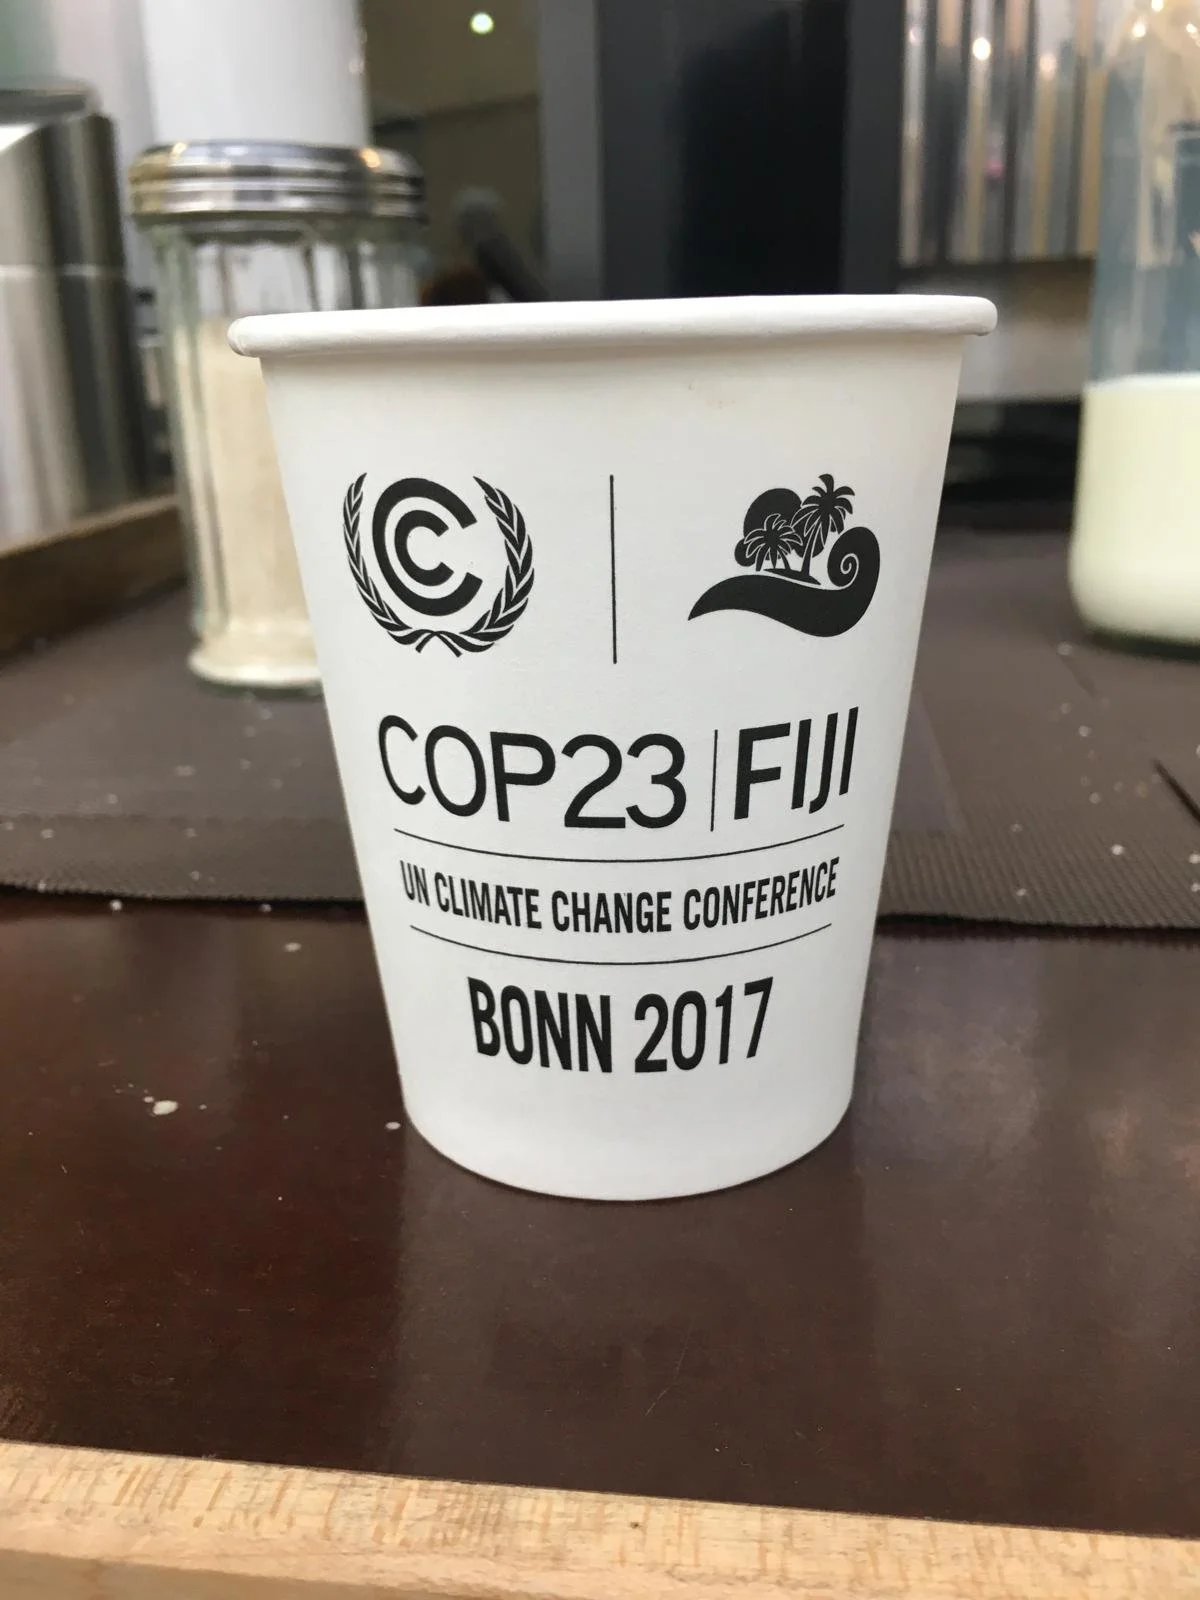 COP23 | FIJI
UN CLIMATE CHANGE CONFERENCE
BONN 2017